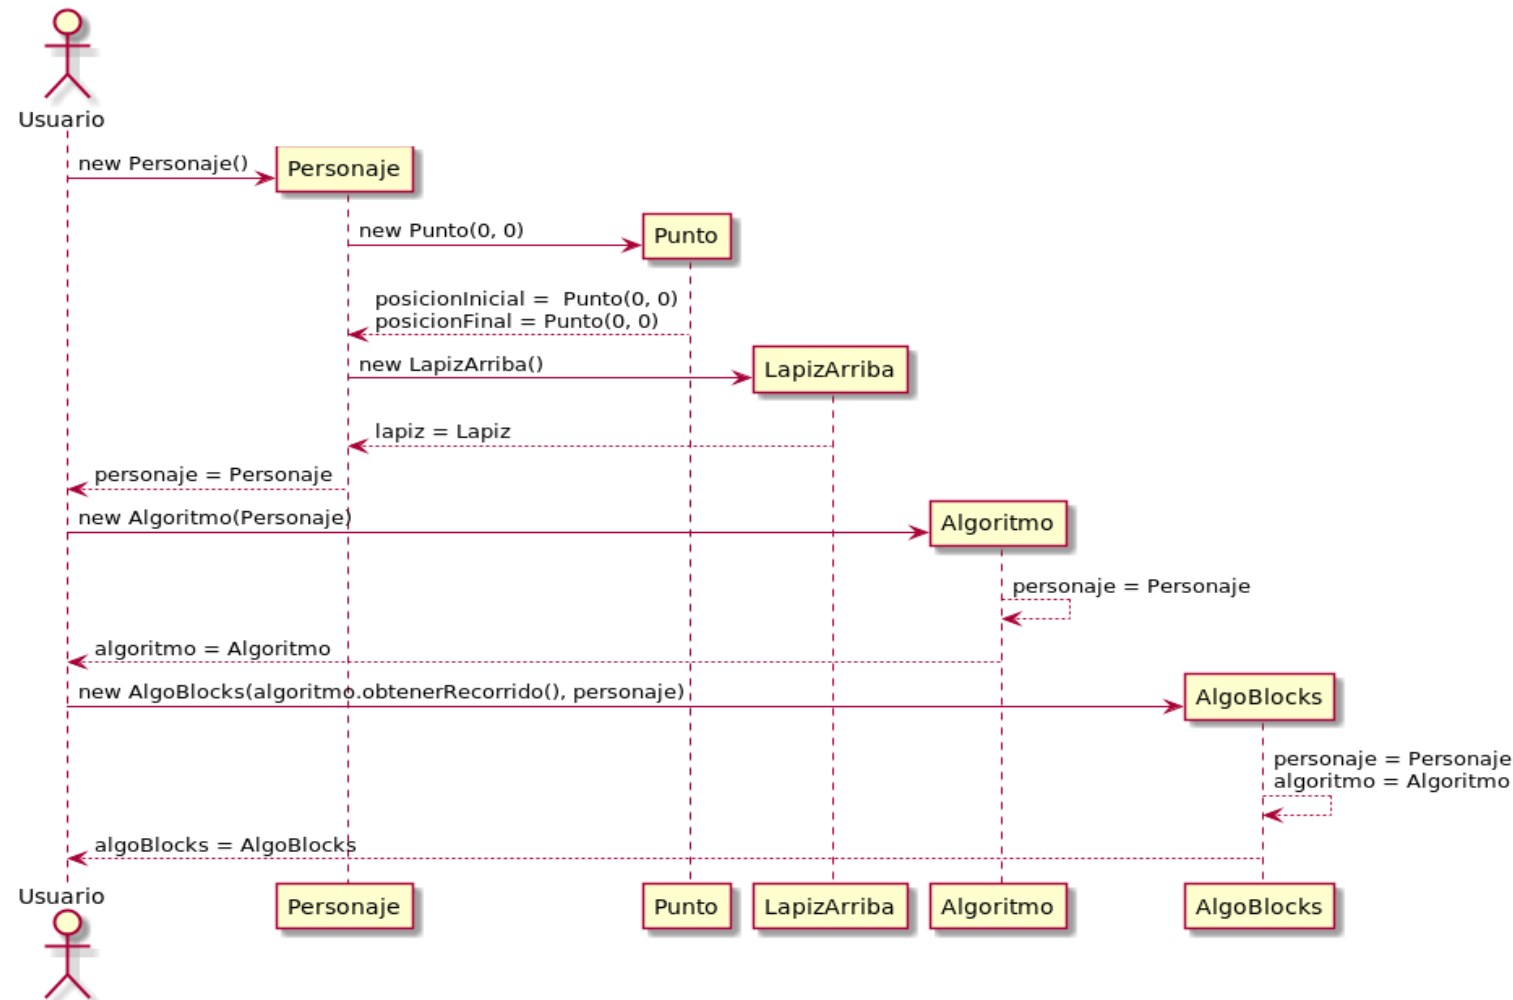 Usuario
new Personaje()
Personaje
new Punto(0, 0)
Punto
posicionInicial =  Punto(0, 0)
posicionFinal = Punto(0, 0)
new LapizArriba()
LapizArriba
lapiz = Lapiz
personaje = Personaje
new Algoritmo(Personaje)
Algoritmo
personaje = Personaje
algoritmo = Algoritmo
new AlgoBlocks(algoritmo.obtenerRecorrido(), personaje)
AlgoBlocks
personaje = Personaje
algoritmo = Algoritmo
algoBlocks = AlgoBlocks
Usuario
Personaje
Punto
LapizArriba
Algoritmo
AlgoBlocks